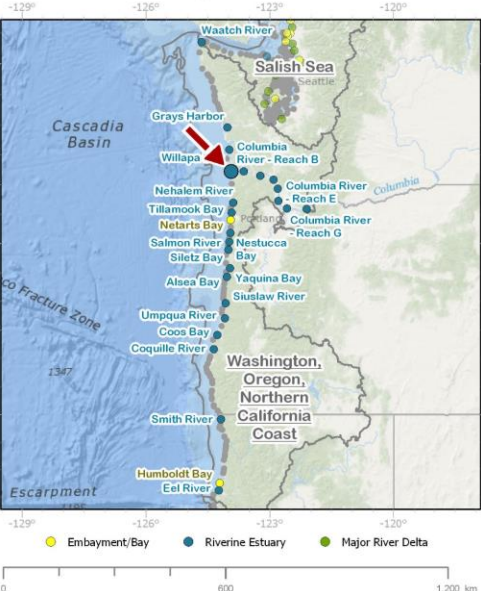 -129°
-126°
-123°
-120°
Waatch River
Salish Sea
Seattle
Grays Harbor
Cascadia
Basin
Columbia
River - Reach B
Willapa
Columbia River
- Reach E
Columbia
Nehalem River
Tillamook Bay
Netarts Bay
Columbia River
- Reach G
Salmon River
Nestucca
Bay
Siletz Bay
Yaquina Bay
Alsea Bay
Siuslaw River
co Fracture Zone
Umpqua River
Coos Bay
Coquille River
Washington,
Oregon,
Northern
California
Coast
1347
Smith River
Humboldt Bay
Eel River
Escarpment
-129°
-126°
-123°
-120°
Embayment/Bay
Riverine Estuary
Major River Delta
0
600
1,200 km